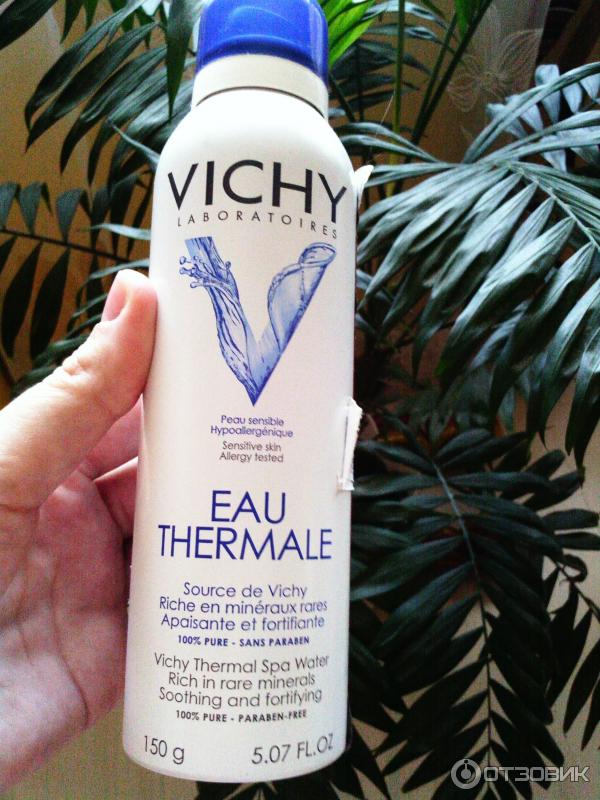 VICHY
LABORATOIRES
Peau sensible
Hypoallergénique
Sensitive skin
Allergy tested
EAU
THERMALE
Source de Vichy
Riche en minéraux rares
Apaisante et fortifiante
100% PURE - SANS PARABEN
Vichy Thermal Spa Water
Rich in rare minerals
Soothing and fortifying
100% PURE - PARABEN-FREE
150 g 5.07 FL.OZ
ОТЗОВИК